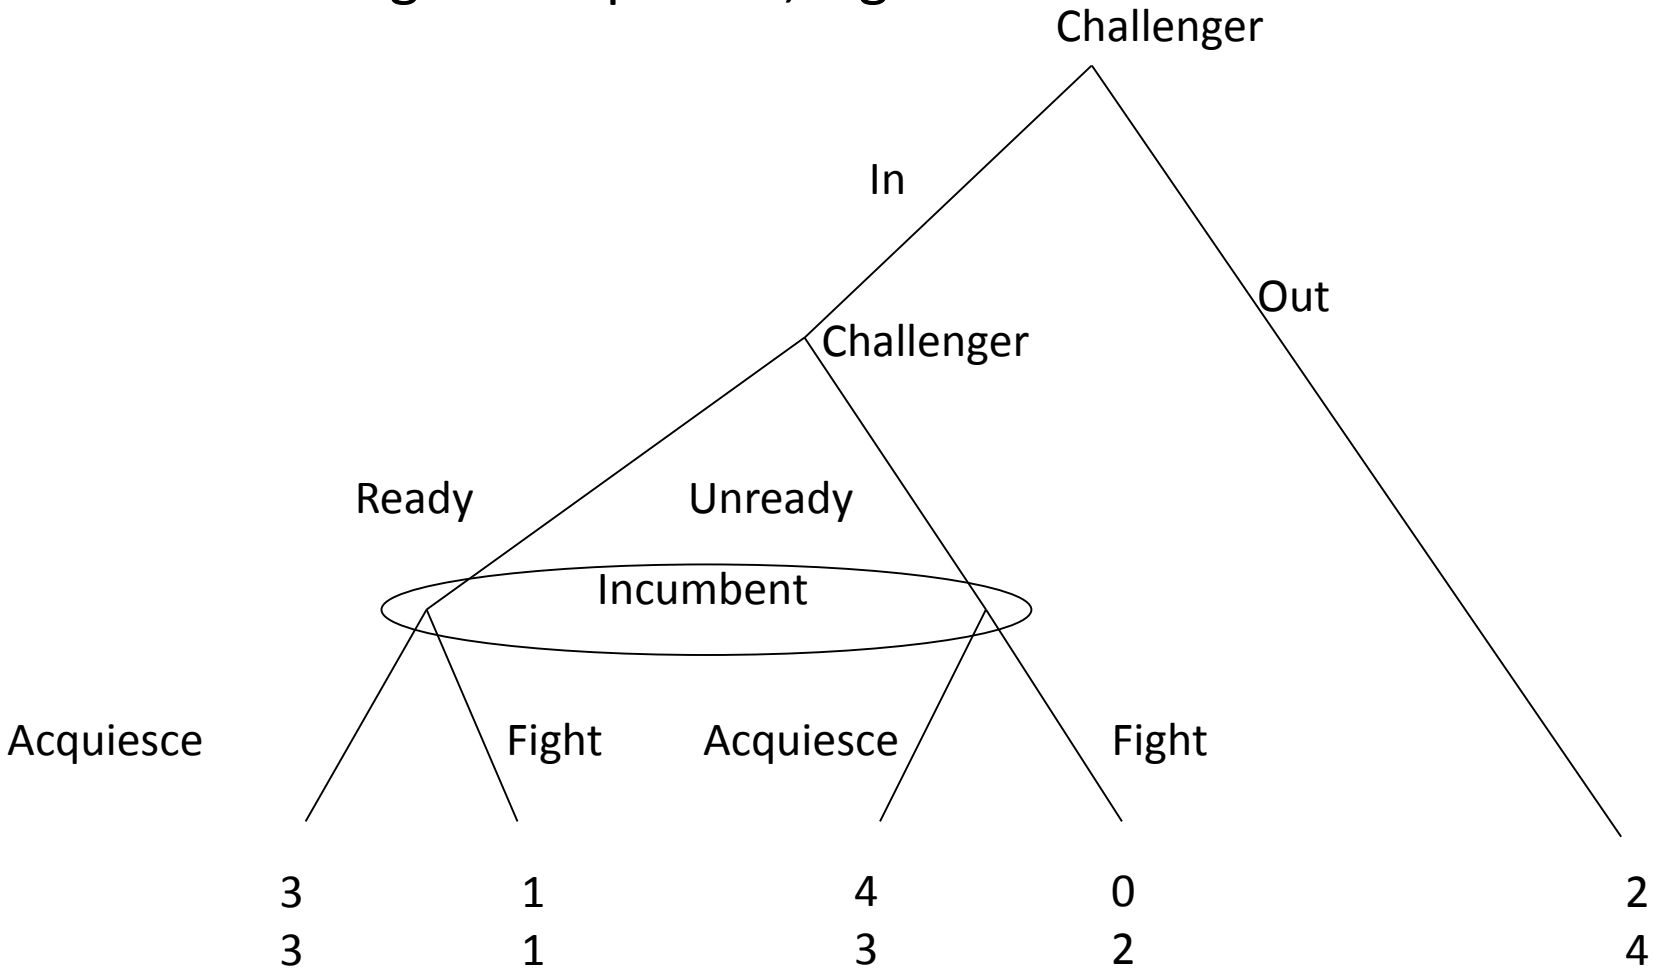 Challenger
In
Out
Challenger
Ready Unready
Incumbent
Acquiesce Fight Acquiesce Fight
3 1 4 0 2
3 1 3 2 4